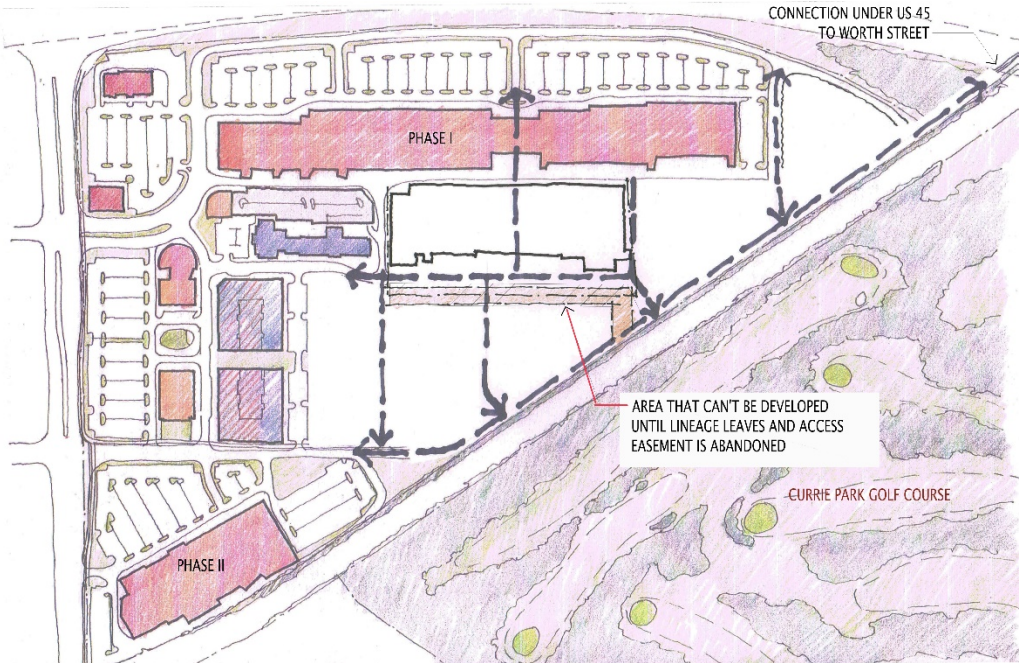 CONNECTION UNDER US 45
TO WORTH STREET
PHASE I
AREA THAT CAN'T BE DEVELOPED
UNTIL LINEAGE LEAVES AND ACCESS
EASEMENT IS ABANDONED
CURRIE PARK GOLF COURSE
PHASE II